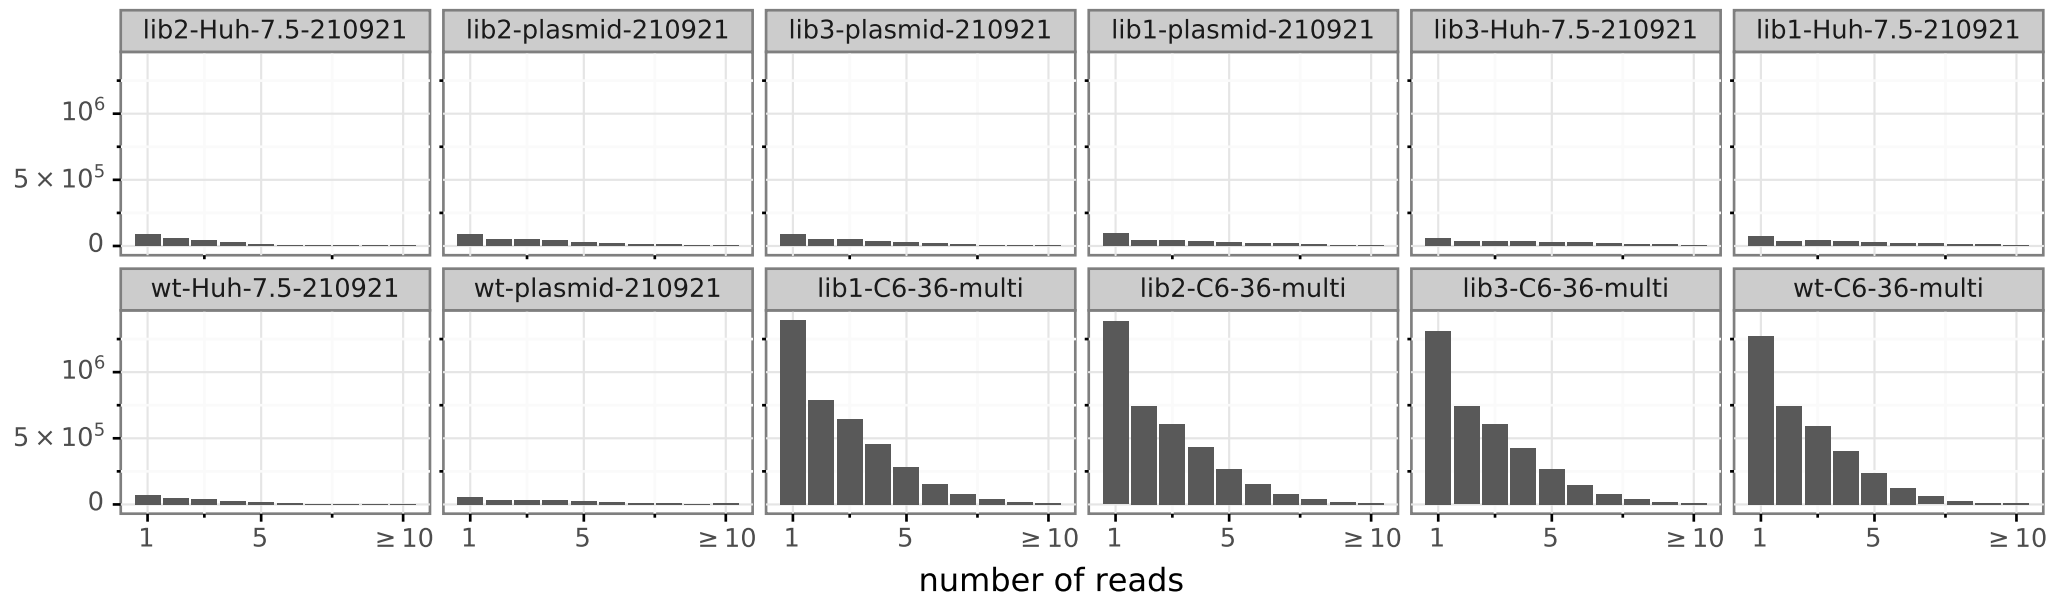 lib2-Huh-7.5-210921 lib2-plasmid-210921 lib3-plasmid-210921 lib1-plasmid-210921 lib3-Huh-7.5-210921 lib1-Huh-7.5-210921
10⁶
5 × 10⁵
0
wt-Huh-7.5-210921 wt-plasmid-210921 lib1-C6-36-multi lib2-C6-36-multi lib3-C6-36-multi wt-C6-36-multi
10⁶
5 × 10⁵
0
1 5 ≥ 10 1 5 ≥ 10 1 5 ≥ 10 1 5 ≥ 10 1 5 ≥ 10 1 5 ≥ 10
number of reads